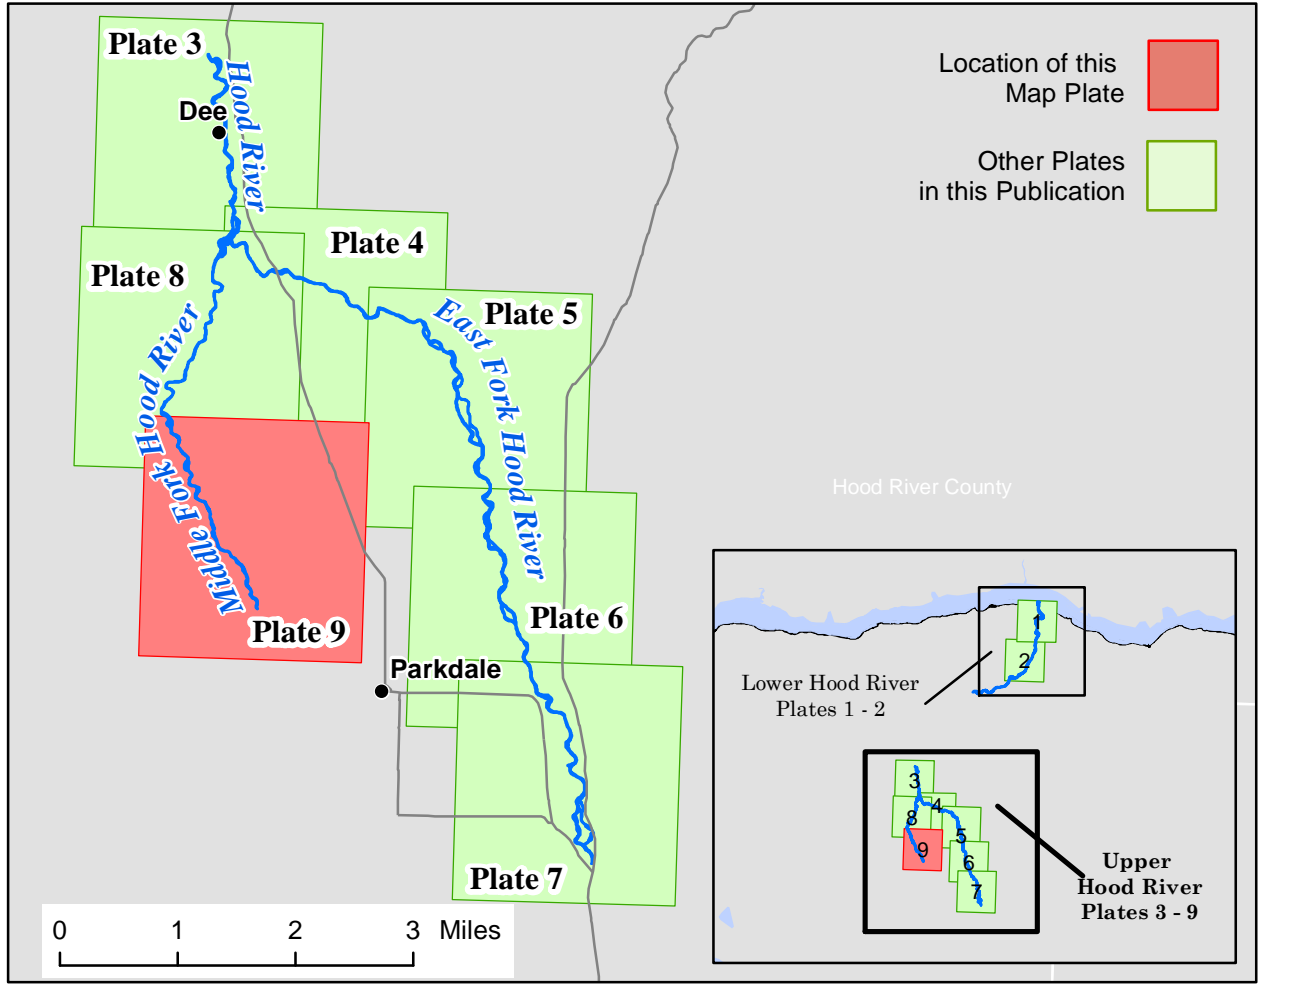 Plate 3
Hood River
Dee
Location of this
Map Plate
Other Plates
in this Publication
Plate 4
Plate 8
Plate 5
East Fork Hood River
Middle Fork Hood River
Hood River County
Plate 6
Plate 9
Parkdale
Plate 7
1
2
Lower Hood River
Plates 1 - 2
3
4
8
5
9
6
7
Upper
Hood River
Plates 3 - 9
0 1 2 3 Miles